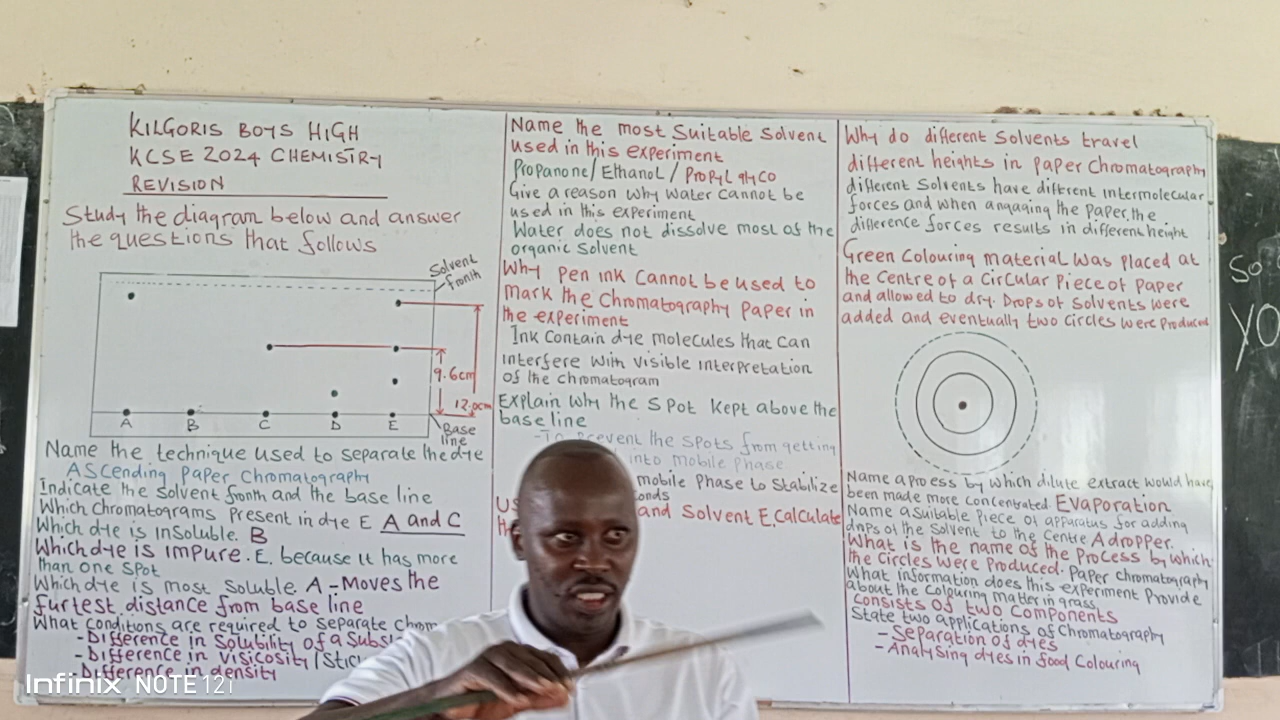 KILGORIS BOYS HIGH
KCSE 2024 CHEMISTRY
REVISION
Study the diagram below and answer
the questions that follows
Solvent
fronth
9.6cm
12.0cm
A B C D E
Base
line
Name the technique used to separate the dye
Ascending Paper Chromatography
Indicate the solvent fronth and the base line
Which Chromatograms present in dye E A and C
Which dye is insoluble B
Which dye is impure. E. because it has more
than one spot
Which dye is most soluble A - Moves the
furtest distance from base line
What conditions are required to separate chrom
- Difference in Solubility of a Subs
- Difference in Visicosity /
- Difference in density
Name the most Suitable Solvent
used in this experiment
Propanone/Ethanol/
Give a reason why water cannot be
used in this experiment
Water does not dissolve most of the
organic solvent
Why pen ink cannot be used to
mark the Chromatography Paper in
the experiment
Ink contain dye molecules that can
interfere with visible interpretation
of the chromatogram
Explain why the Spot kept above the
base line
- To prevent the spots from getting
into mobile phase
mobile phase to stabilize
and Solvent E, Calculate
Why do different Solvents travel
different heights in paper Chromatography
different Solvents have diffrent intermolecular
forces and when angaging the paper, the
difference forces results in different height
Green Colouring material was placed at
the Centre of a Circular Piece of Paper
and allowed to dry. Drops of Solvents were
added and eventually two circles were produced
Name a process by which dilute extract would have
been made more concentrated. Evaporation
Name a suitable piece of apparatus for adding
drops of the solvent to the centre A dropper.
What is the name of the Process by which
the Circles were Produced. Paper chromatography
What information does this experiment provide
about the Colouring matter in grass
Consists of two Components
State two applications of Chromatography
- Separation of dyes
- Analysing dyes in food Colouring
So
YO
Infinix NOTE 12i